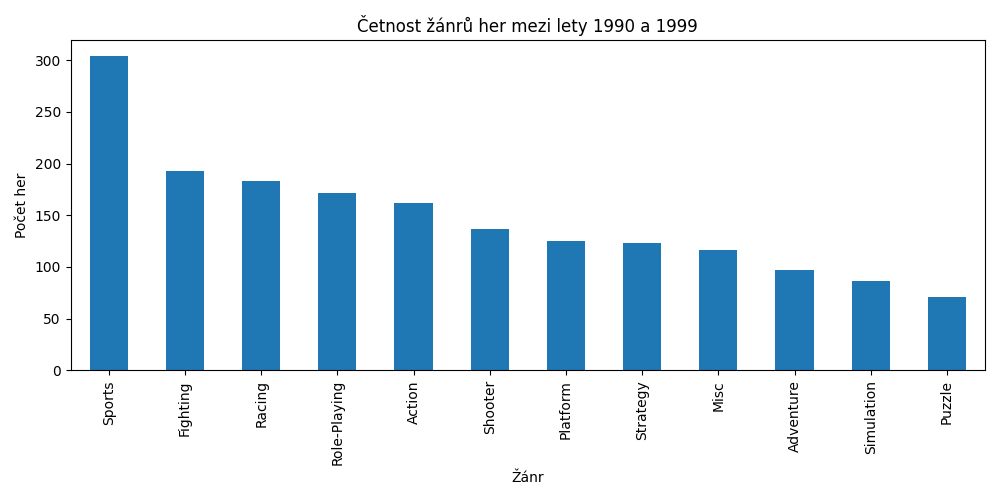 Četnost žánrů her mezi lety 1990 a 1999
Počet her
300
250
200
150
100
50
0
Sports
Fighting
Racing
Role-Playing
Action
Shooter
Platform
Strategy
Misc
Adventure
Simulation
Puzzle
Žánr